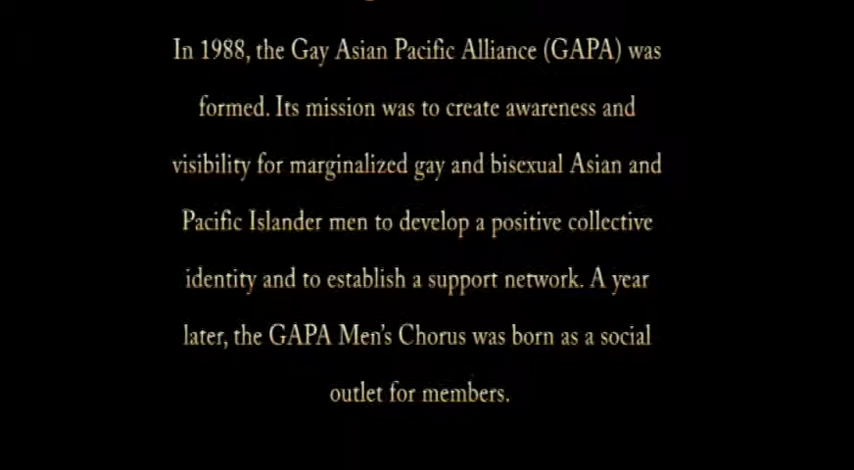 In 1988, the Gay Asian Pacific Alliance (GAPA) was
formed. Its mission was to create awareness and
visibility for marginalized gay and bisexual Asian and
Pacific Islander men to develop a positive collective
identity and to establish a support network. A year
later, the GAPA Men's Chorus was born as a social
outlet for members.